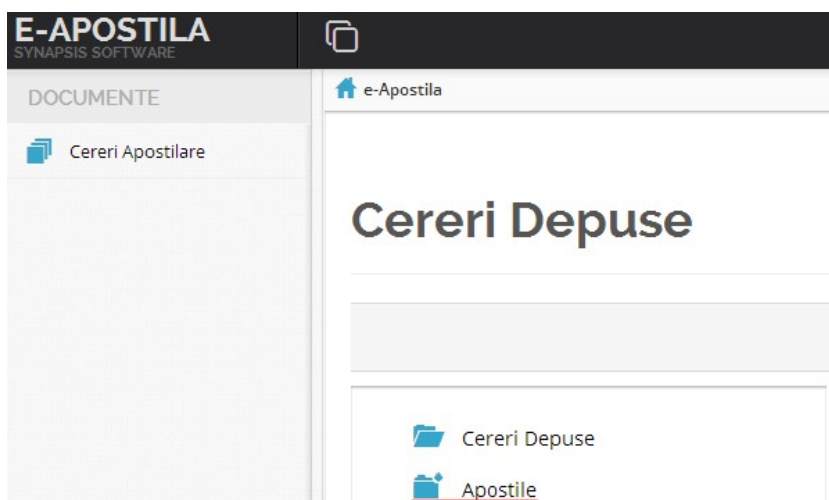 E-APOSTILA
SYNAPSIS SOFTWARE
DOCUMENTE
Cereri Apostilare
e-Apostila
Cereri Depuse
Cereri Depuse
Apostile